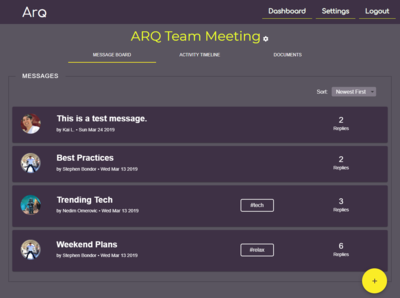 Arq
Dashboard Settings Logout
ARQ Team Meeting
MESSAGE BOARD ACTIVITY TIMELINE DOCUMENTS
MESSAGES
Sort: Newest First
This is a test message.
by Kai L. • Sun Mar 24 2019
2
Replies
Best Practices
by Stephen Bondor • Wed Mar 13 2019
2
Replies
Trending Tech
by Nedim Omerovic • Wed Mar 13 2019
#tech
3
Replies
Weekend Plans
by Stephen Bondor • Wed Mar 13 2019
#relax
6
Replies
+